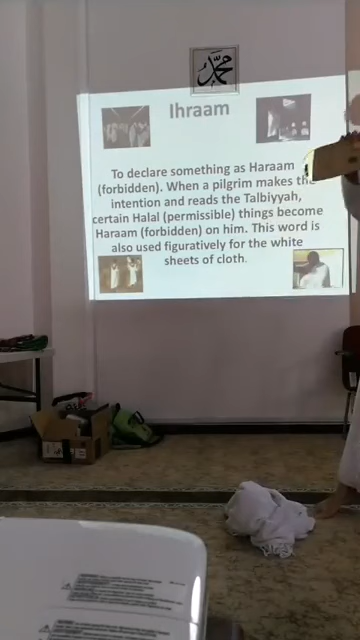 محمد
Ihraam
To declare something as Haraam
(forbidden). When a pilgrim makes the
intention and reads the Talbiyyah,
certain Halal (permissible) things become
Haraam (forbidden) on him. This word is
also used figuratively for the white
sheets of cloth.